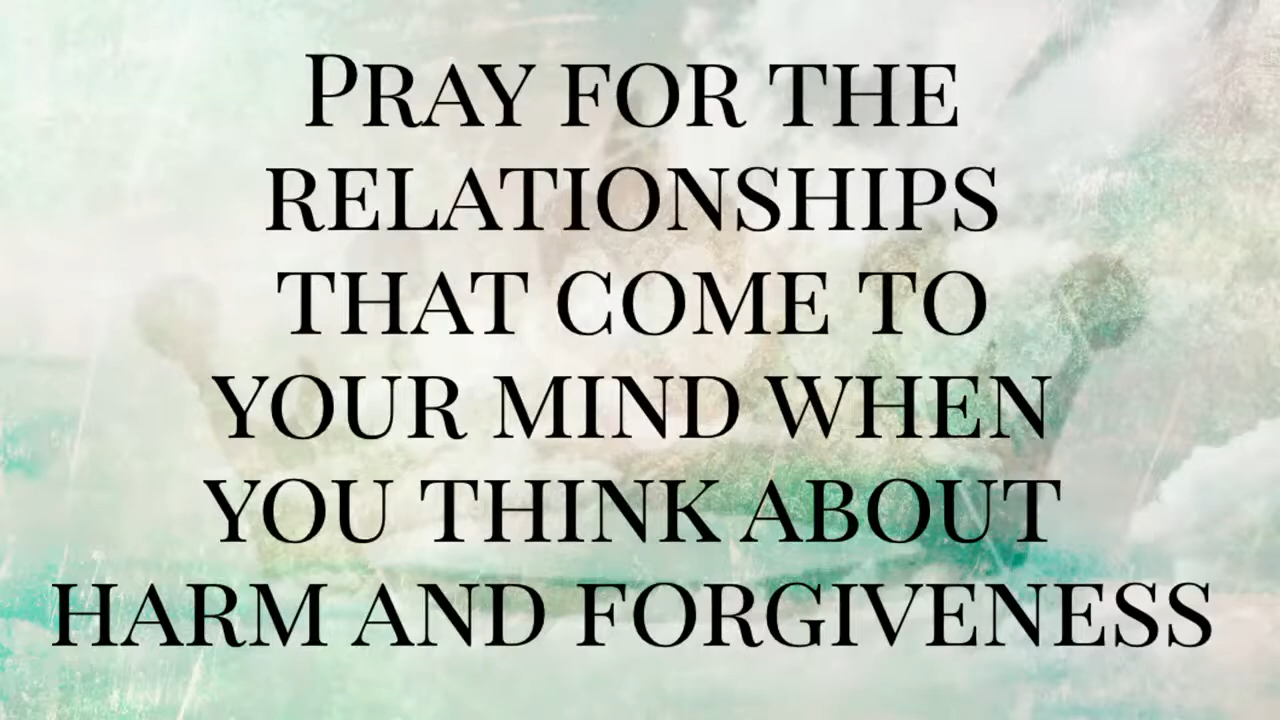 Pray for the
relationships
that come to
your mind when
you think about
harm and forgiveness